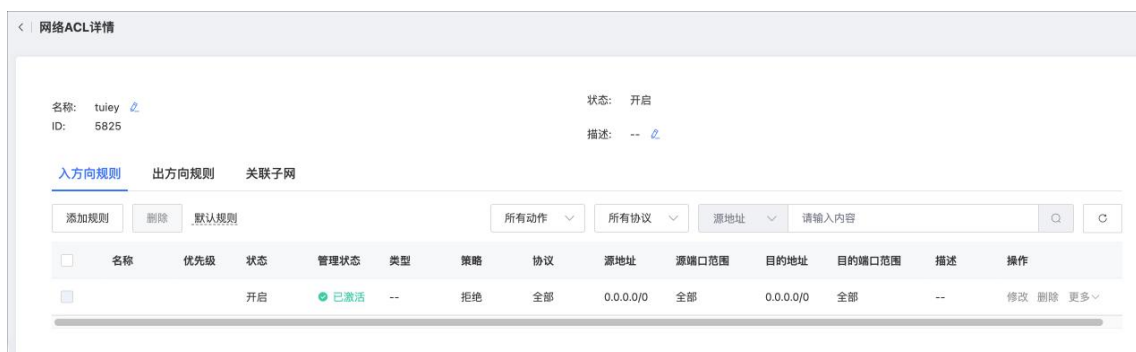 网络ACL详情
名称: tuiey
状态: 开启
ID: 5825
描述: --
入方向规则 出方向规则 关联子网
添加规则 删除 默认规则 所有动作 所有协议 源地址 请输入内容
名称 优先级 状态 管理状态 类型 策略 协议 源地址 源端口范围 目的地址 目的端口范围 描述 操作
开启 已激活 -- 拒绝 全部 0.0.0.0/0 全部 0.0.0.0/0 全部 -- 修改 删除 更多